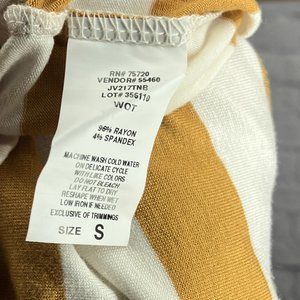 RN# 75720
VENDOR# 55460
JV217TNB
LOT# 356110
WOT
96% RAYON
4% SPANDEX
MACHINE WASH COLD WATER
ON DELICATE CYCLE
WITH LIKE COLORS
DO NOT BLEACH
LAY FLAT TO DRY
RESHAPE WHEN WET
LOW IRON IF NEEDED
EXCLUSIVE OF TRIMMINGS
SIZE S